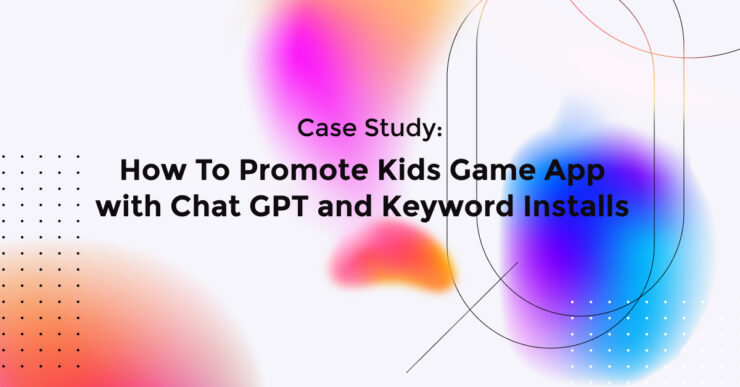 Case Study:
How To Promote Kids Game App
with Chat GPT and Keyword Installs